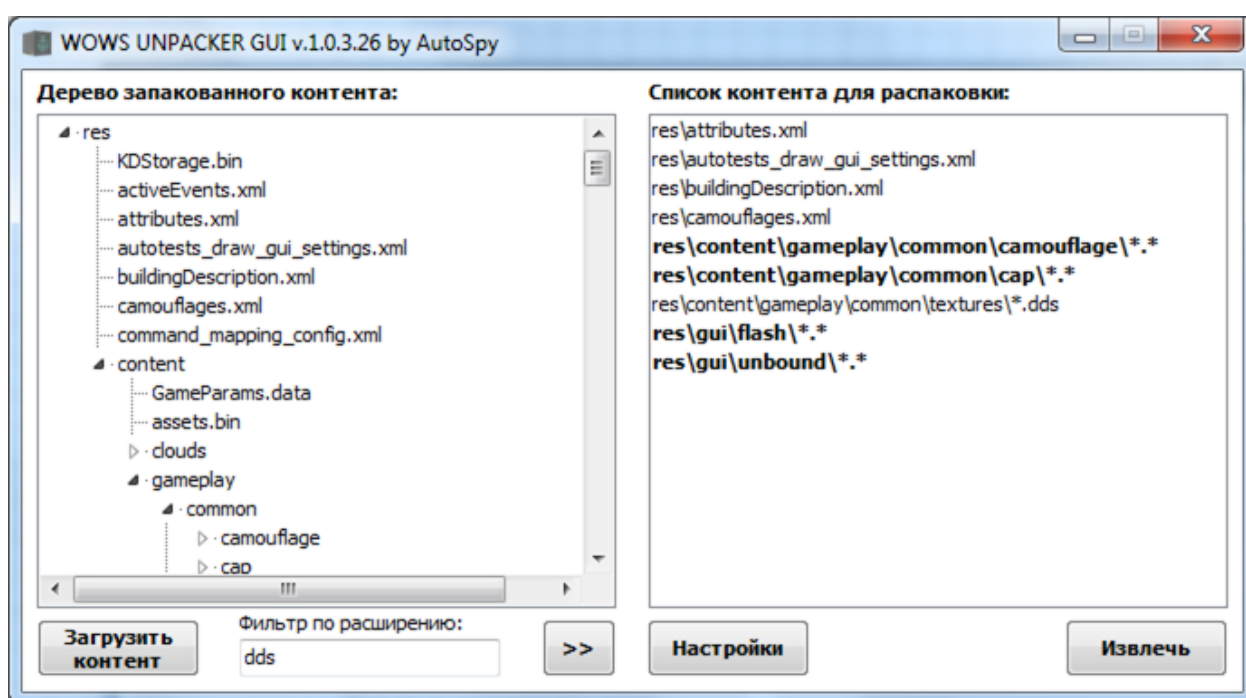 WOWS UNPACKER GUI v.1.0.3.26 by AutoSpy
Дерево запакованного контента:
res
KDStorage.bin
activeEvents.xml
attributes.xml
autotests_draw_gui_settings.xml
buildingDescription.xml
camouflages.xml
command_mapping_config.xml
content
GameParams.data
assets.bin
clouds
gameplay
common
camouflage
cap
Список контента для распаковки:
res\attributes.xml
res\autotests_draw_gui_settings.xml
res\buildingDescription.xml
res\camouflages.xml
res\content\gameplay\common\camouflage\*.*
res\content\gameplay\common\cap\*.*
res\content\gameplay\common\textures\*.dds
res\gui\flash\*.*
res\gui\unbound\*.*
Загрузить
контент
Фильтр по расширению:
dds
>>
Настройки
Извлечь